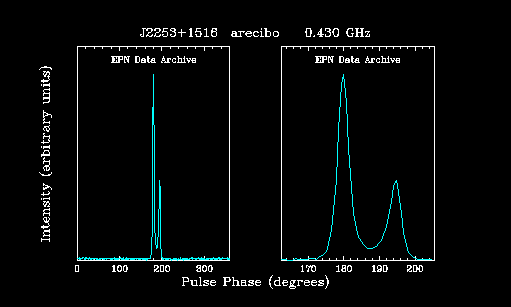 J2253+1516 arecibo 0.430 GHz
EPN Data Archive
EPN Data Archive
Intensity (arbitrary units)
0 100 200 300
170 180 190 200
Pulse Phase (degrees)